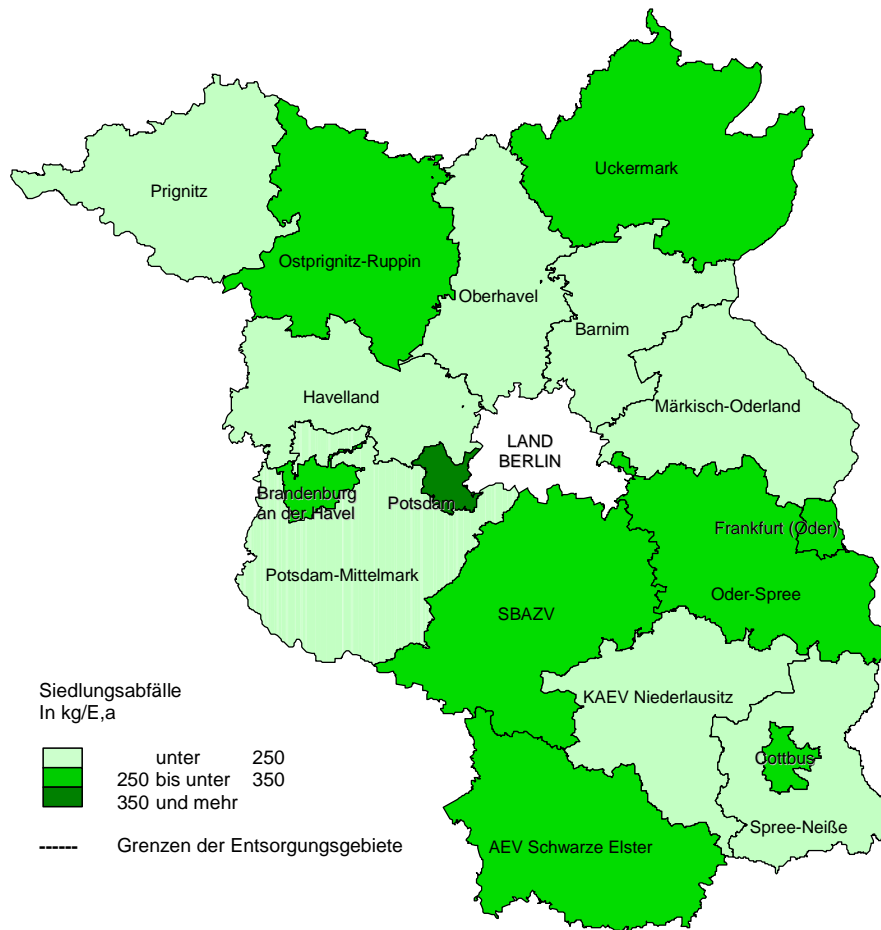 Uckermark
Prignitz
Ostprignitz-Ruppin
Oberhavel
Barnim
Havelland
Märkisch-Oderland
LAND
BERLIN
Brandenburg
an der Havel
Potsdam
Frankfurt (Oder)
Potsdam-Mittelmark
Oder-Spree
SBAZV
KAEV Niederlausitz
Cottbus
Spree-Neiße
AEV Schwarze Elster
Siedlungsabfälle
In kg/E,a
unter 250
250 bis unter 350
350 und mehr
Grenzen der Entsorgungsgebiete